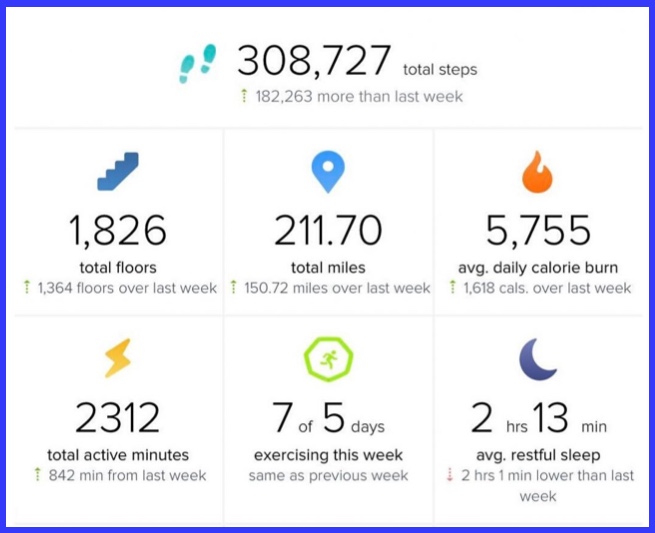 308,727 total steps
182,263 more than last week
1,826
total floors
1,364 floors over last week
211.70
total miles
150.72 miles over last week
5,755
avg. daily calorie burn
1,618 cals. over last week
2312
total active minutes
842 min from last week
7 of 5 days
exercising this week
same as previous week
2 hrs 13 min
avg. restful sleep
2 hrs 1 min lower than last
week